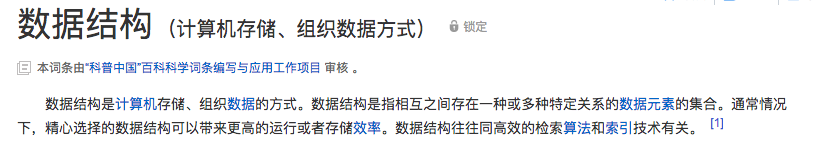 数据结构（计算机存储、组织数据方式） 锁定
本词条由“科普中国”百科科学词条编写与应用工作项目 审核 。
数据结构是计算机存储、组织数据的方式。数据结构是指相互之间存在一种或多种特定关系的数据元素的集合。通常情况
下，精心选择的数据结构可以带来更高的运行或者存储效率。数据结构往往同高效的检索算法和索引技术有关。 [1]